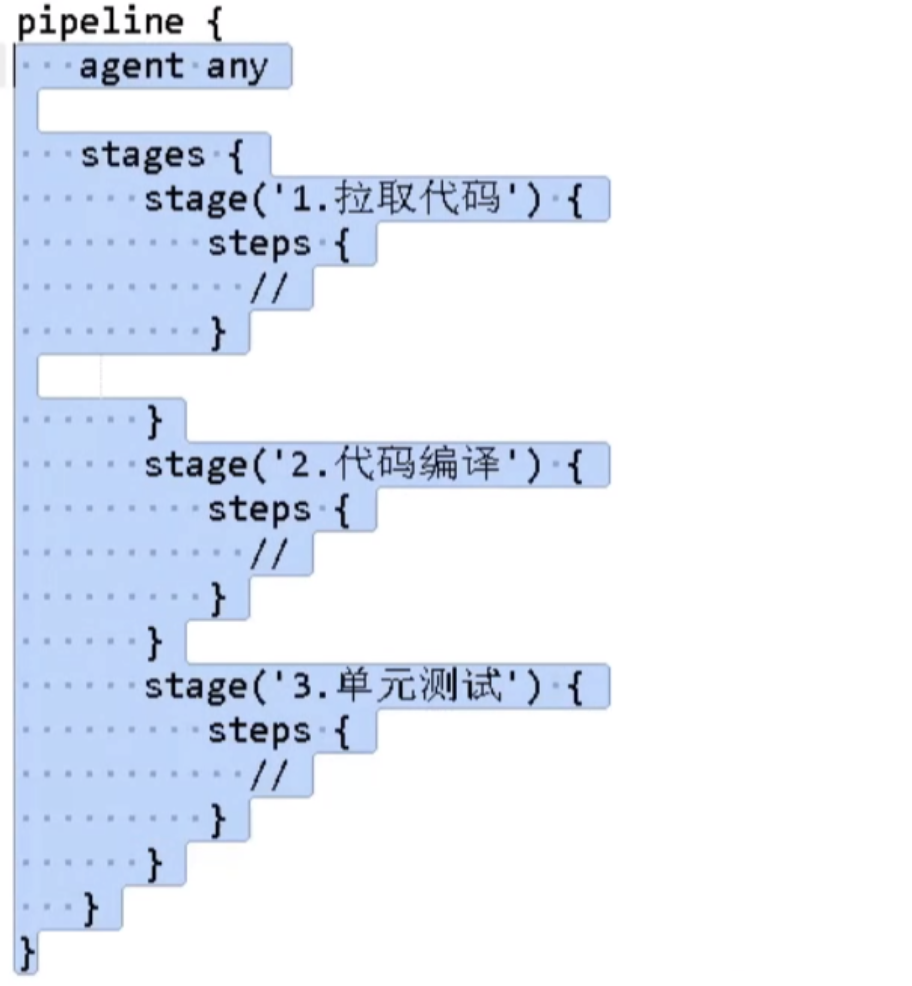 pipeline {
   agent any

   stages {
      stage('1.拉取代码') {
         steps {
           //
         }

      }
      stage('2.代码编译') {
         steps {
           //
         }
      }
      stage('3.单元测试') {
         steps {
           //
         }
      }
   }
}